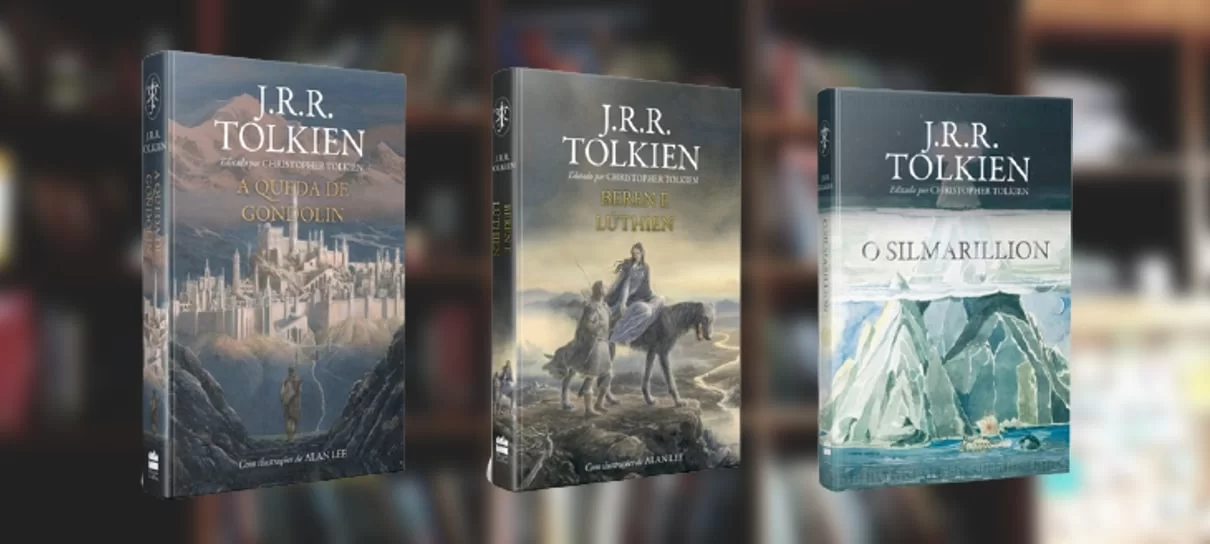 J.R.R.
TOLKIEN
Editado por CHRISTOPHER TOLKIEN
A QUEDA DE
GONDOLIN
Com ilustrações de ALAN LEE
J.R.R.
TOLKIEN
Editado por CHRISTOPHER TOLKIEN
BEREN E
LÚTHIEN
Com ilustrações de ALAN LEE
J.R.R.
TOLKIEN
Editado por CHRISTOPHER TOLKIEN
O SILMARILLION